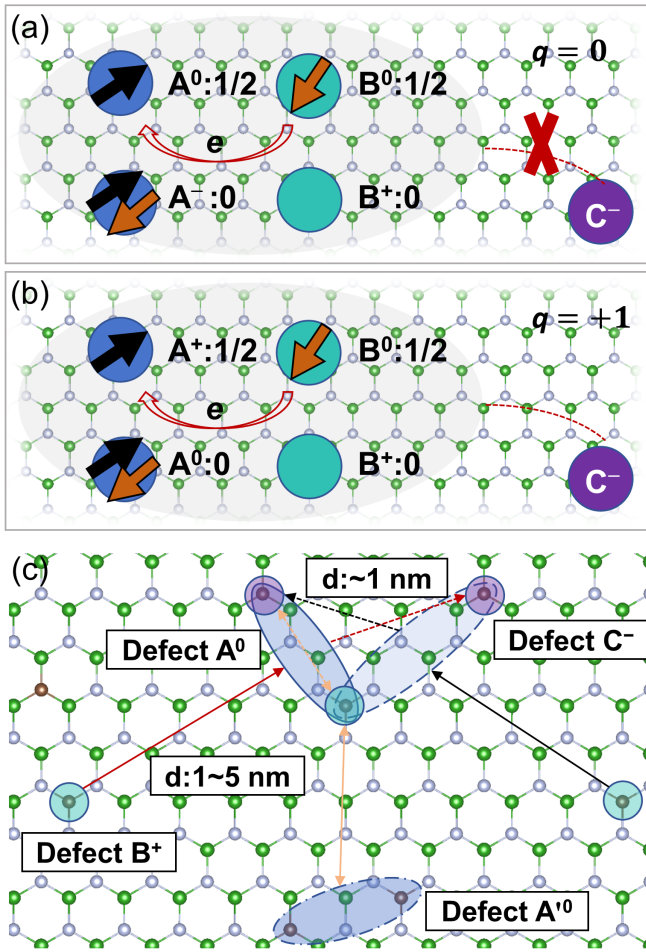 (a)
A⁰:1/2 B⁰:1/2 q = 0
e
A⁻:0 B⁺:0
X
C⁻
(b)
A⁺:1/2 B⁰:1/2 q = +1
e
A⁰:0 B⁺:0
C⁻
(c)
d:~1 nm
Defect A⁰
Defect C⁻
d:1~5 nm
Defect B⁺
Defect A'⁰